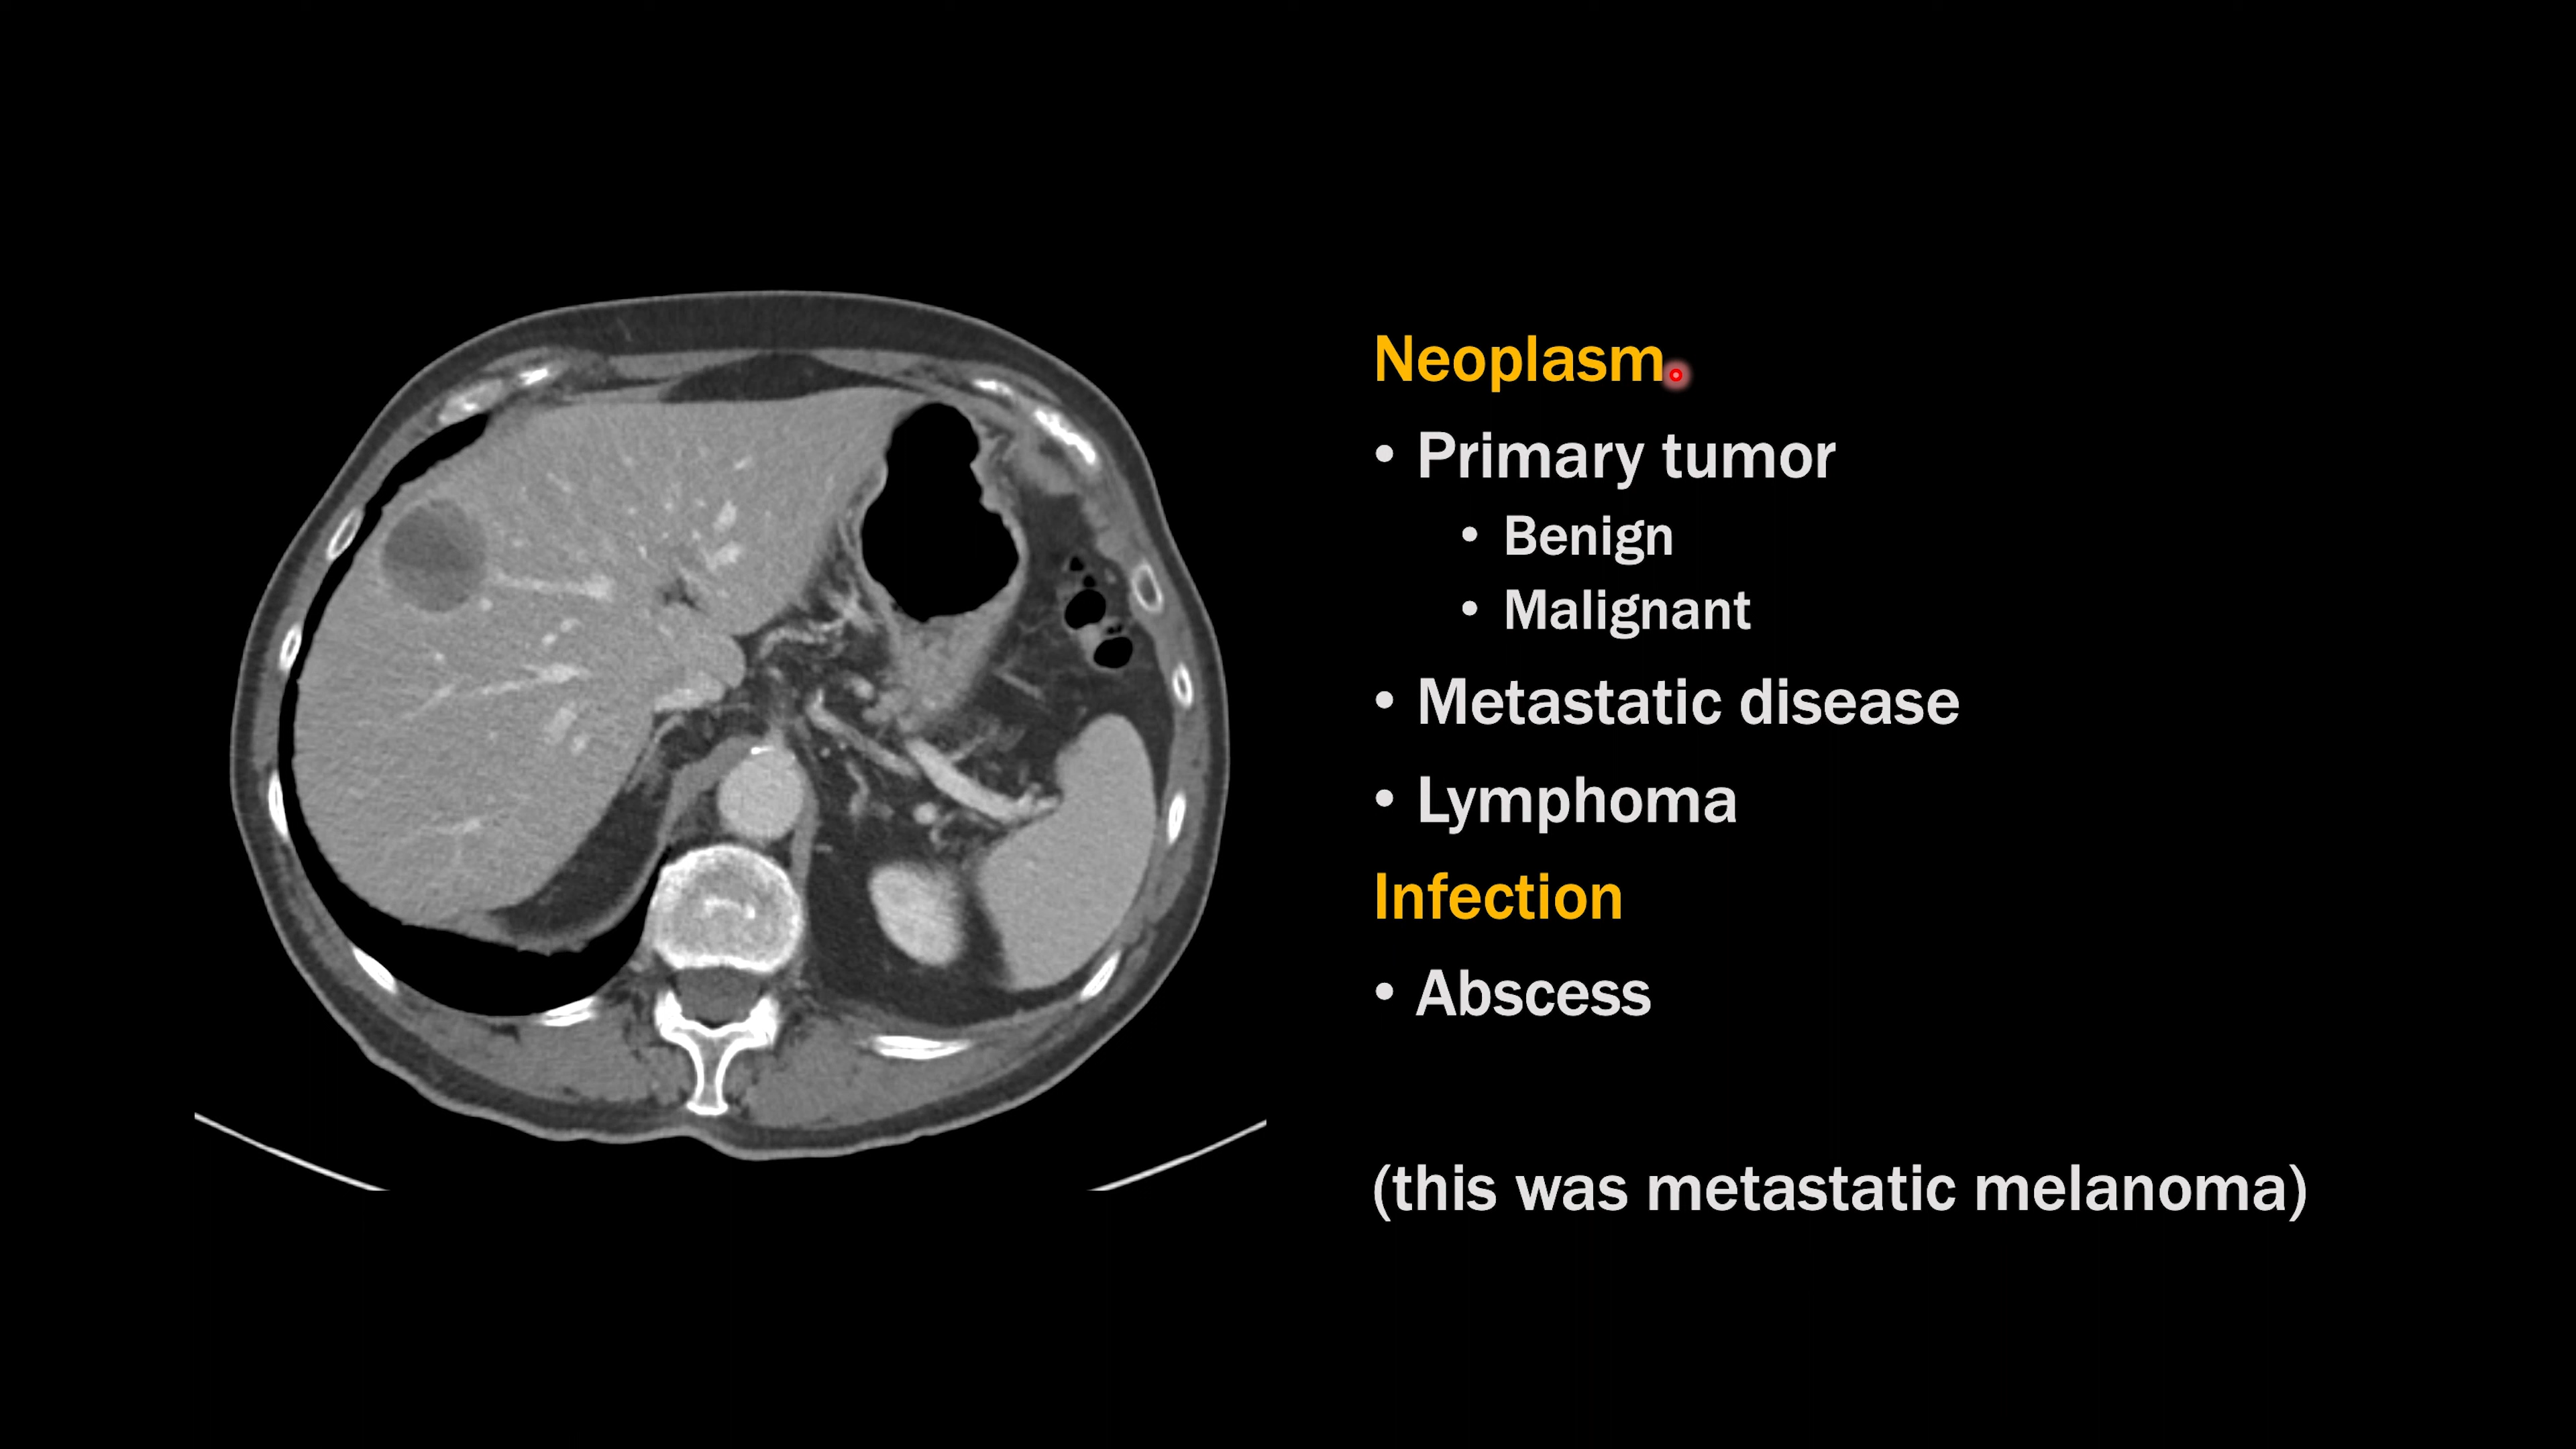 Neoplasm
• Primary tumor
• Benign
• Malignant
• Metastatic disease
• Lymphoma
Infection
• Abscess
(this was metastatic melanoma)